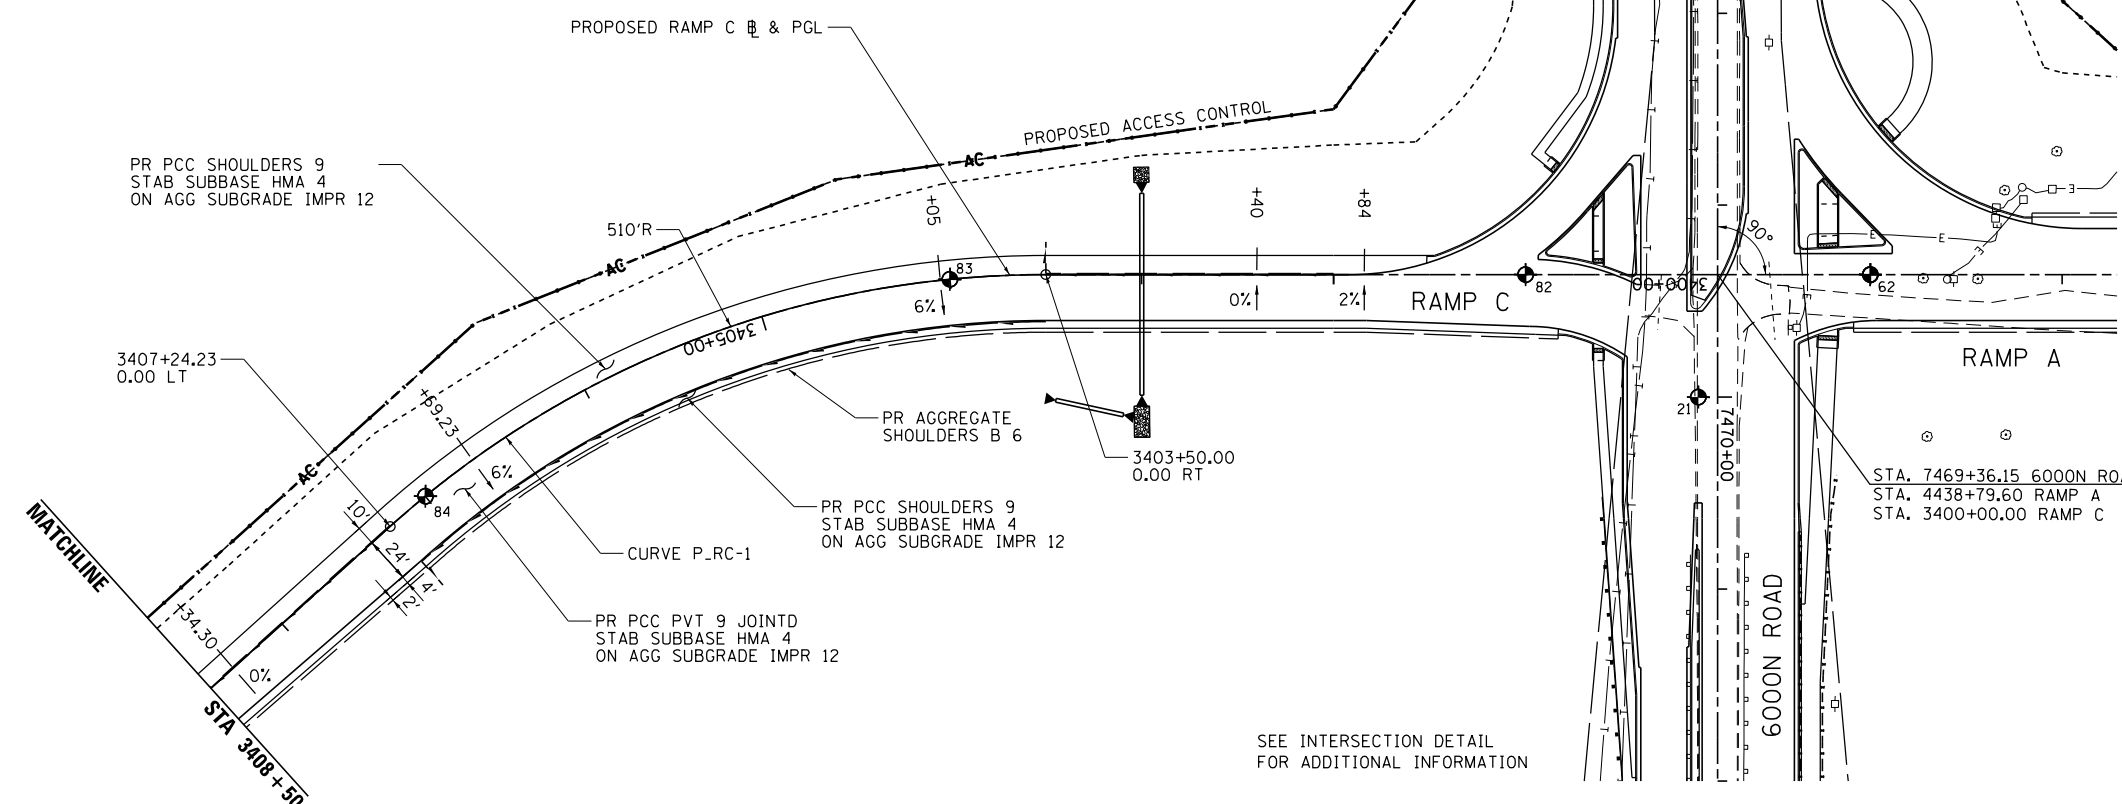 PROPOSED RAMP C ⅊ & PGL
PROPOSED ACCESS CONTROL
AC
PR PCC SHOULDERS 9
STAB SUBBASE HMA 4
ON AGG SUBGRADE IMPR 12
510'R
AC
+05
+40
+84
90°
E
E
E
E
83
6%
0%
2%
RAMP C
82
3400+00
62
3405+00
3407+24.23
0.00 LT
RAMP A
+69.23
PR AGGREGATE
SHOULDERS B 6
21
7470+00
3403+50.00
0.00 RT
AC
6%
STA. 7469+36.15 6000N RO
STA. 4438+79.60 RAMP A
STA. 3400+00.00 RAMP C
84
10'
24'
4'
2'
PR PCC SHOULDERS 9
STAB SUBBASE HMA 4
ON AGG SUBGRADE IMPR 12
CURVE P_RC-1
MATCHLINE
+34.30
0%
PR PCC PVT 9 JOINTD
STAB SUBBASE HMA 4
ON AGG SUBGRADE IMPR 12
6000N ROAD
STA 3408+50
SEE INTERSECTION DETAIL
FOR ADDITIONAL INFORMATION